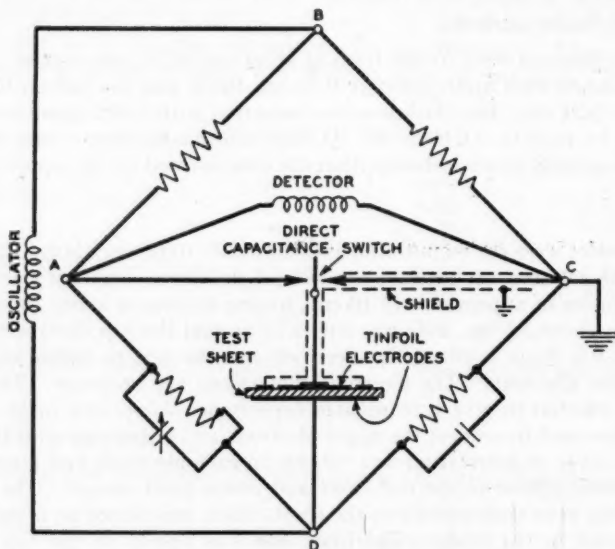 B
DETECTOR
DIRECT
CAPACITANCE SWITCH
OSCILLATOR
A
C
SHIELD
TEST
SHEET
TINFOIL
ELECTRODES
D